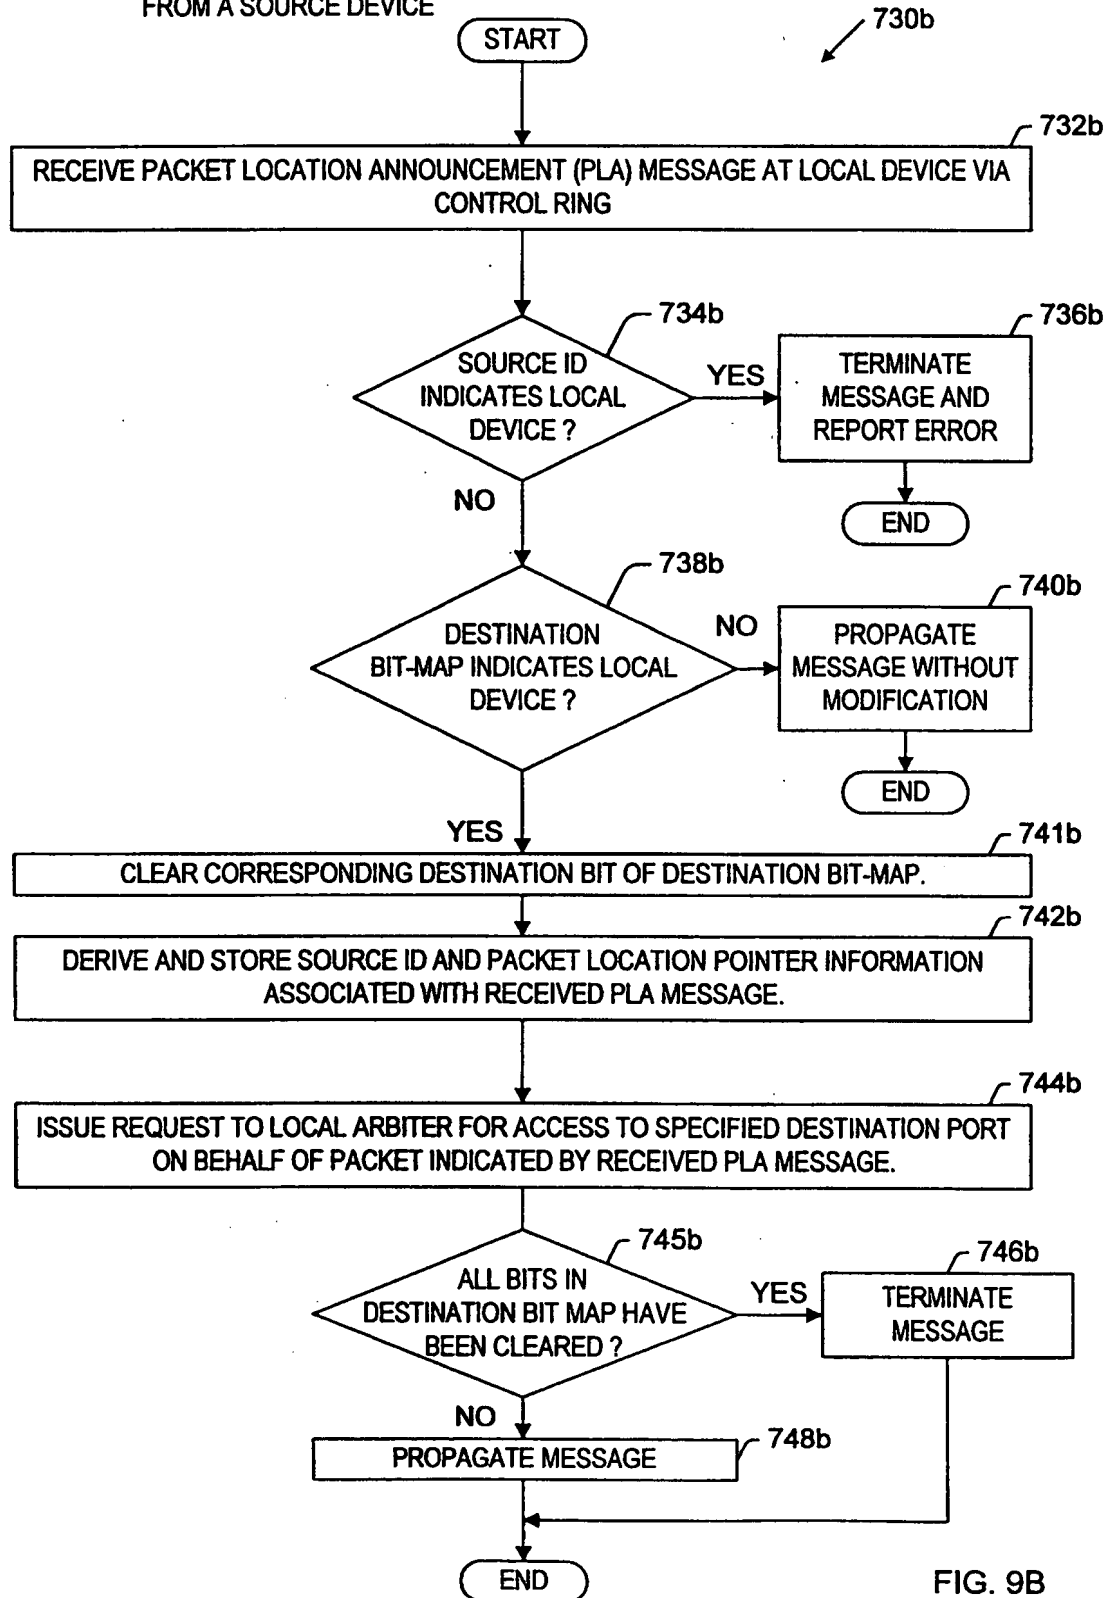 FROM A SOURCE DEVICE
START
730b
732b
RECEIVE PACKET LOCATION ANNOUNCEMENT (PLA) MESSAGE AT LOCAL DEVICE VIA
CONTROL RING
734b
SOURCE ID
INDICATES LOCAL
DEVICE ?
YES
736b
TERMINATE
MESSAGE AND
REPORT ERROR
END
NO
738b
DESTINATION
BIT-MAP INDICATES LOCAL
DEVICE ?
NO
740b
PROPAGATE
MESSAGE WITHOUT
MODIFICATION
END
YES
741b
CLEAR CORRESPONDING DESTINATION BIT OF DESTINATION BIT-MAP.
742b
DERIVE AND STORE SOURCE ID AND PACKET LOCATION POINTER INFORMATION
ASSOCIATED WITH RECEIVED PLA MESSAGE.
744b
ISSUE REQUEST TO LOCAL ARBITER FOR ACCESS TO SPECIFIED DESTINATION PORT
ON BEHALF OF PACKET INDICATED BY RECEIVED PLA MESSAGE.
745b
ALL BITS IN
DESTINATION BIT MAP HAVE
BEEN CLEARED ?
YES
746b
TERMINATE
MESSAGE
NO
748b
PROPAGATE MESSAGE
END
FIG. 9B